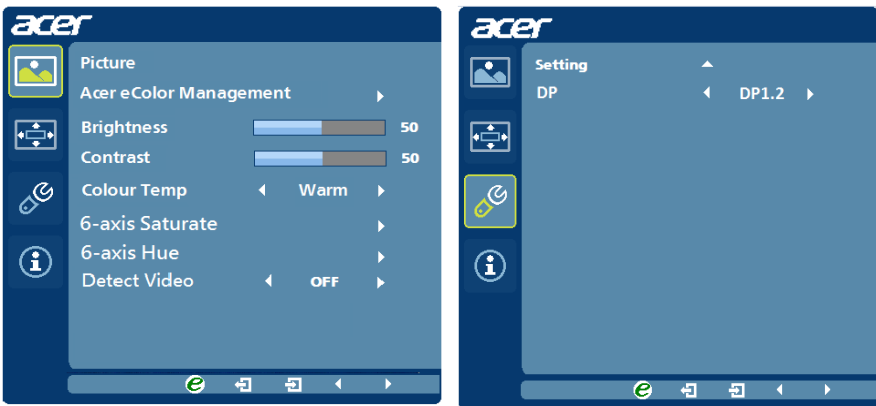 acer
Picture
Acer eColor Management
Brightness 50
Contrast 50
Colour Temp Warm
6-axis Saturate
6-axis Hue
Detect Video OFF
e
acer
Setting
DP DP1.2
e